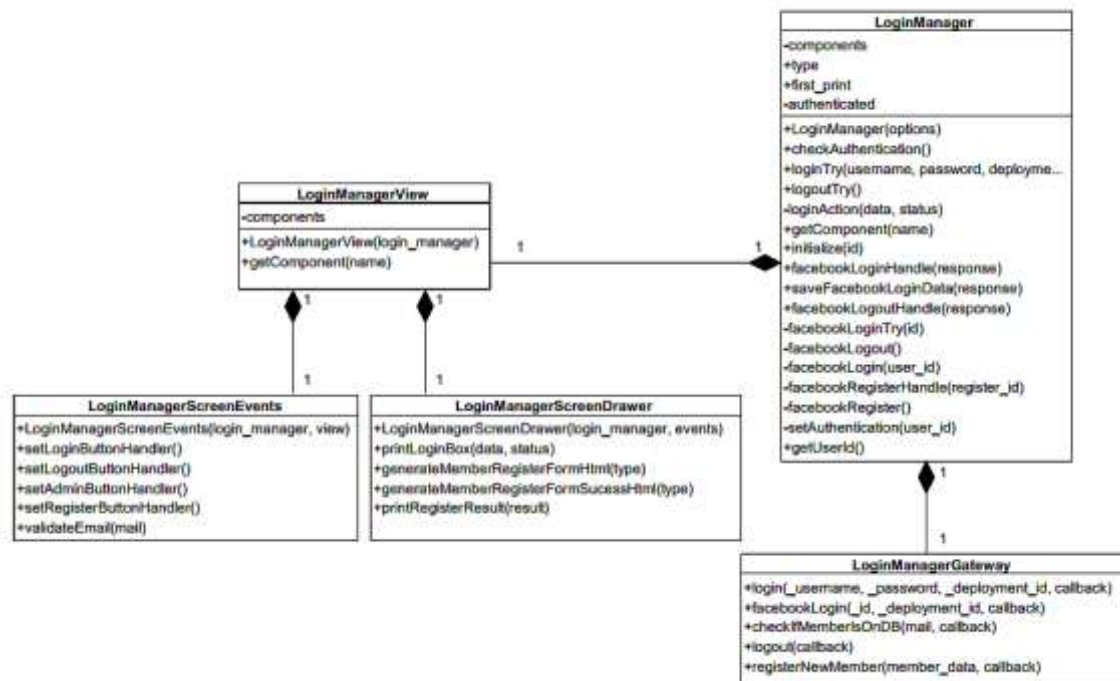 LoginManager
-components
+type
+first_print
-authenticated
+LoginManager(options)
+checkAuthentication()
+loginTry(username, password, deployme...
+logoutTry()
-loginAction(data, status)
+getComponent(name)
+initialize(id)
+facebookLoginHandle(response)
+saveFacebookLoginData(response)
+facebookLogoutHandle(response)
-facebookLoginTry(id)
-facebookLogout()
-facebookLogin(user_id)
-facebookRegisterHandle(register_id)
-facebookRegister()
-setAuthentication(user_id)
+getUserId()
LoginManagerView
-components
+LoginManagerView(login_manager)
+getComponent(name)
1
1
1
1
1
1
LoginManagerScreenEvents
+LoginManagerScreenEvents(login_manager, view)
+setLoginButtonHandler()
+setLogoutButtonHandler()
+setAdminButtonHandler()
+setRegisterButtonHandler()
+validateEmail(mail)
LoginManagerScreenDrawer
+LoginManagerScreenDrawer(login_manager, events)
+printLoginBox(data, status)
+generateMemberRegisterFormHtml(type)
+generateMemberRegisterFormSucessHtml(type)
+printRegisterResult(result)
1
1
LoginManagerGateway
+login(_username, _password, _deployment_id, callback)
+facebookLogin(_id, _deployment_id, callback)
+checkIfMemberIsOnDB(mail, callback)
+logout(callback)
+registerNewMember(member_data, callback)